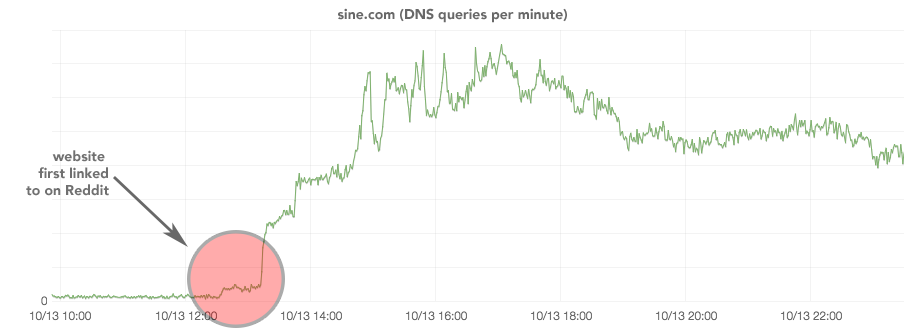 sine.com (DNS queries per minute)
website
first linked
to on Reddit
0
10/13 10:00 10/13 12:00 10/13 14:00 10/13 16:00 10/13 18:00 10/13 20:00 10/13 22:00